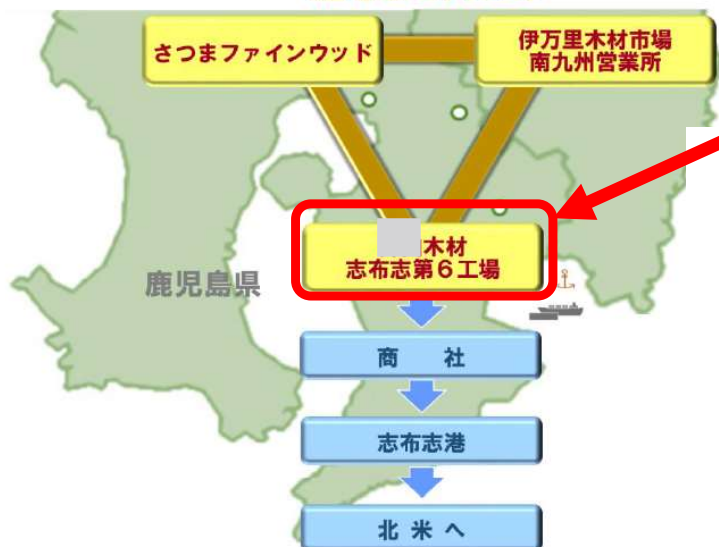 さつまファインウッド
伊万里木材市場
南九州営業所
木材
志布志第6工場
鹿児島県
商　社
志布志港
北 米 へ